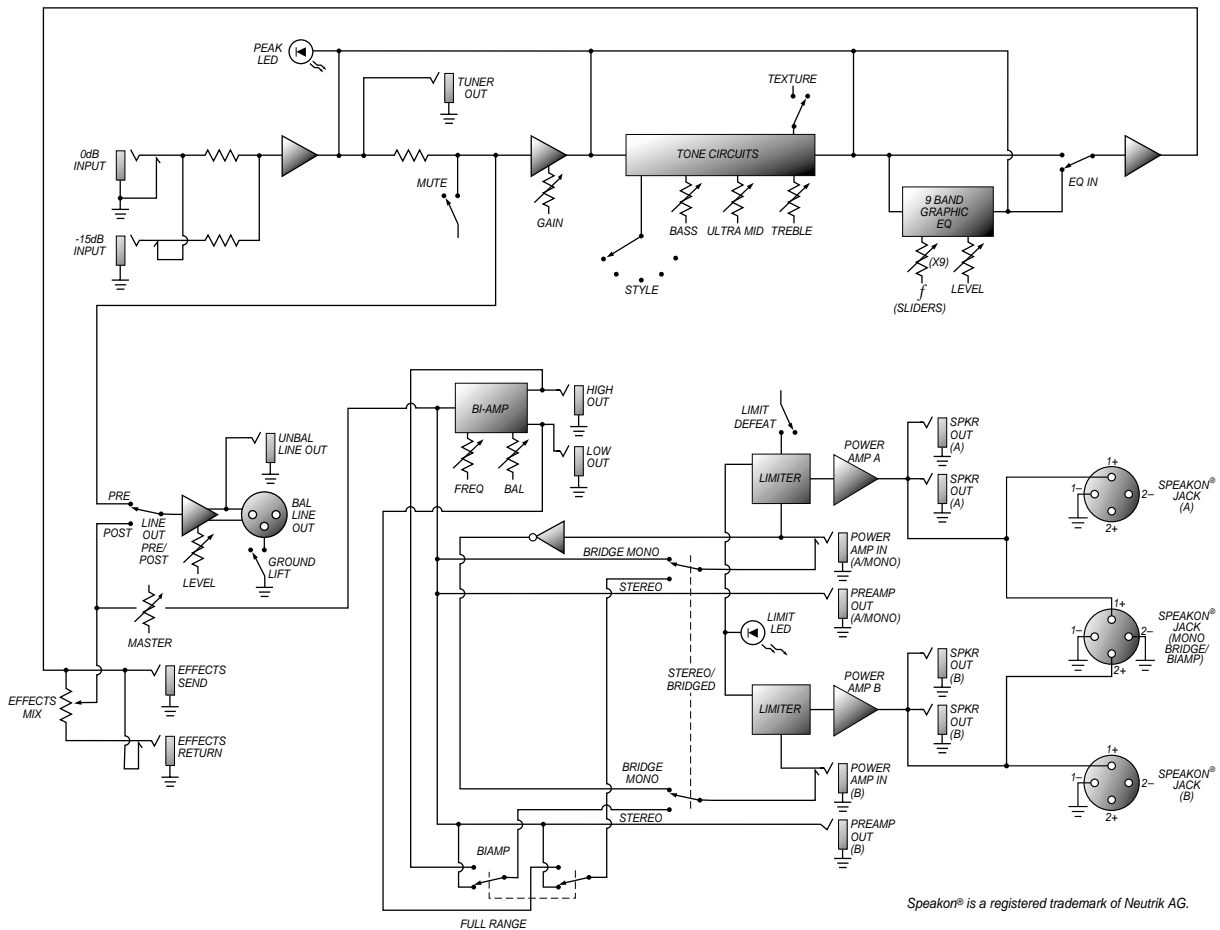 PEAK
LED
TUNER
OUT
TEXTURE
0dB
INPUT
TONE CIRCUITS
MUTE
EQ IN
GAIN
9 BAND
GRAPHIC
EQ
-15dB
INPUT
BASS
ULTRA MID
TREBLE
(X9)
STYLE
f
LEVEL
(SLIDERS)
HIGH
OUT
BI-AMP
LIMIT
DEFEAT
SPKR
OUT
(A)
UNBAL
LINE OUT
LOW
OUT
POWER
AMP A
FREQ
BAL
LIMITER
SPKR
OUT
(A)
1+
1–
2–
2+
SPEAKON®
JACK
(A)
PRE
POST
LINE
OUT
PRE/
POST
BAL
LINE
OUT
LEVEL
GROUND
LIFT
BRIDGE MONO
STEREO
POWER
AMP IN
(A/MONO)
PREAMP
OUT
(A/MONO)
MASTER
LIMIT
LED
1+
1–
2–
2+
SPEAKON®
JACK
(MONO
BRIDGE/
BIAMP)
EFFECTS
SEND
EFFECTS
MIX
EFFECTS
RETURN
STEREO/
BRIDGED
POWER
AMP B
LIMITER
SPKR
OUT
(B)
SPKR
OUT
(B)
1+
1–
2–
2+
SPEAKON®
JACK
(B)
BRIDGE
MONO
STEREO
POWER
AMP IN
(B)
PREAMP
OUT
(B)
BIAMP
FULL RANGE
Speakon® is a registered trademark of Neutrik AG.